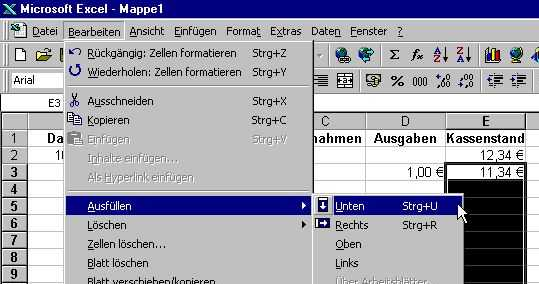 Microsoft Excel - Mappe1
Datei Bearbeiten Ansicht Einfügen Format Extras Daten Fenster ?
Rückgängig: Zellen formatieren Strg+Z
Wiederholen: Zellen formatieren Strg+Y
Arial
% 000
Ausschneiden Strg+X
E3
Kopieren Strg+C
C D E
Einfügen Strg+V
1 Da nahmen Ausgaben Kassenstand
Inhalte einfügen...
2 10 12,34 €
Als Hyperlink einfügen
3 1,00 € 11,34 €
4
5 Ausfüllen Unten Strg+U
6 Löschen Rechts Strg+R
7 Zellen löschen... Oben
8 Blatt löschen Links
9 Blatt verschieben/kopieren Über Arbeitsblätter...